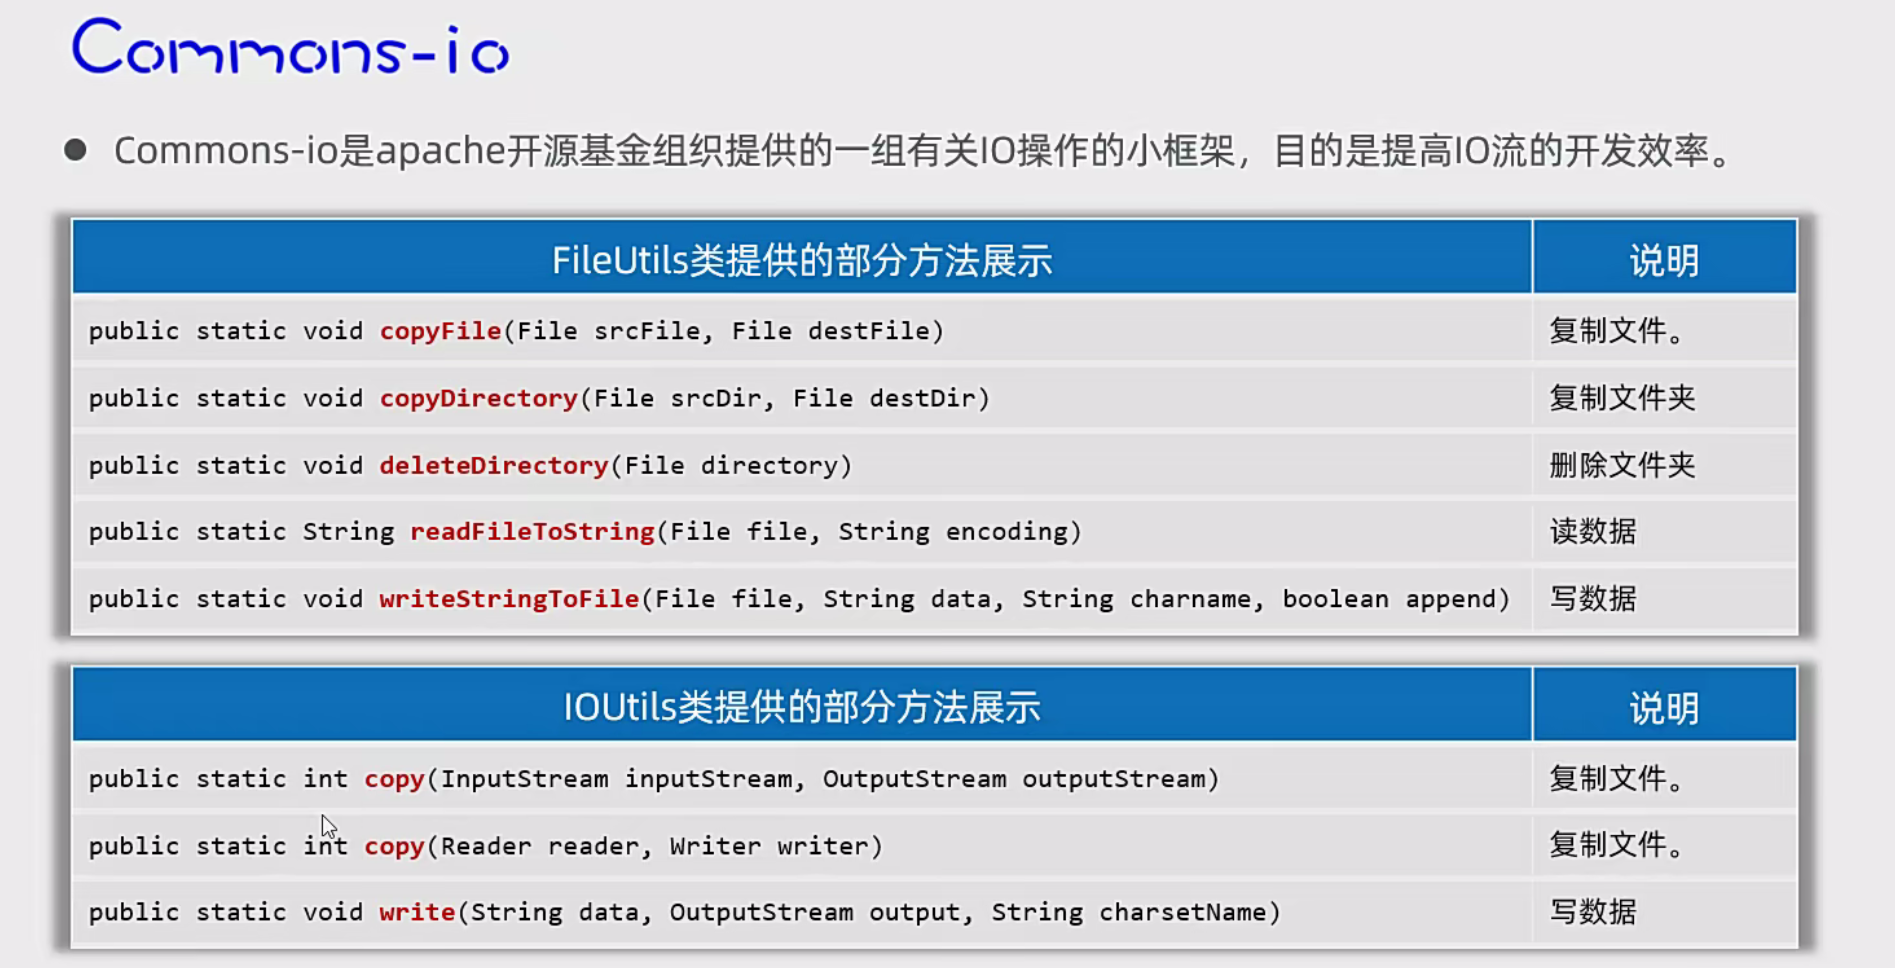 Commons-io
● Commons-io是apache开源基金组织提供的一组有关IO操作的小框架，目的是提高IO流的开发效率。
FileUtils类提供的部分方法展示 说明
public static void copyFile(File srcFile, File destFile) 复制文件。
public static void copyDirectory(File srcDir, File destDir) 复制文件夹
public static void deleteDirectory(File directory) 删除文件夹
public static String readFileToString(File file, String encoding) 读数据
public static void writeStringToFile(File file, String data, String charname, boolean append) 写数据
IOUtils类提供的部分方法展示 说明
public static int copy(InputStream inputStream, OutputStream outputStream) 复制文件。
public static int copy(Reader reader, Writer writer) 复制文件。
public static void write(String data, OutputStream output, String charsetName) 写数据